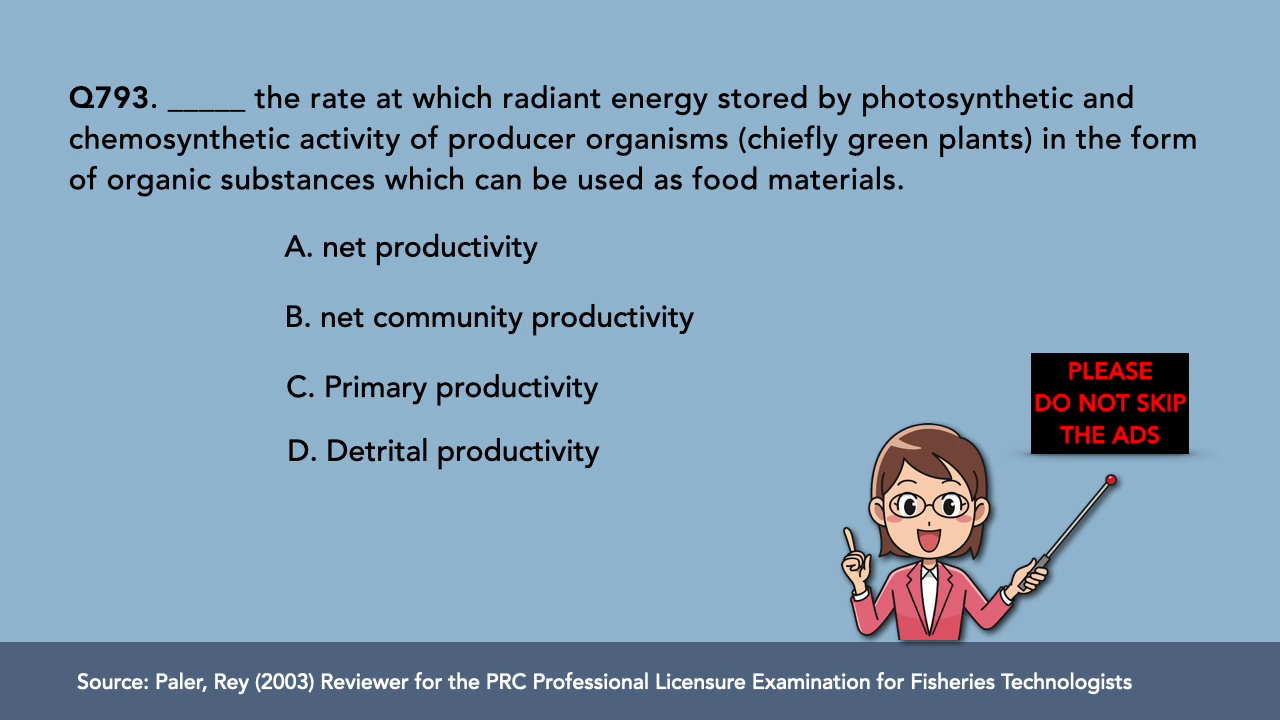 Q793. _____ the rate at which radiant energy stored by photosynthetic and
chemosynthetic activity of producer organisms (chiefly green plants) in the form
of organic substances which can be used as food materials.
A. net productivity
B. net community productivity
C. Primary productivity
D. Detrital productivity
PLEASE
DO NOT SKIP
THE ADS
Source: Paler, Rey (2003) Reviewer for the PRC Professional Licensure Examination for Fisheries Technologists